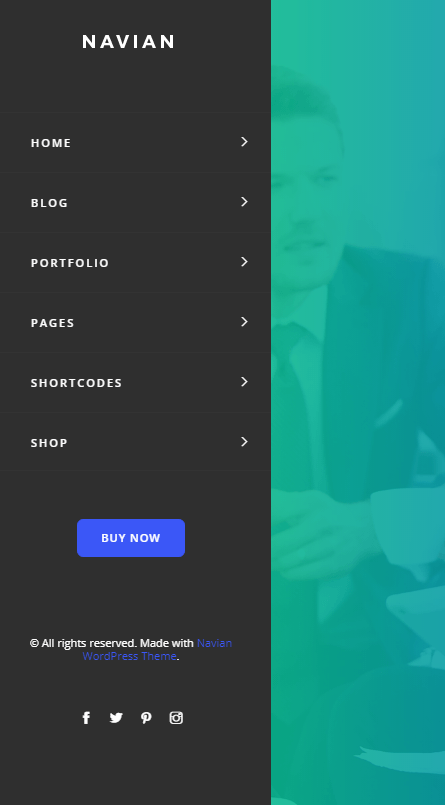 NAVIAN
HOME
BLOG
PORTFOLIO
PAGES
SHORTCODES
SHOP
BUY NOW
© All rights reserved. Made with Navian
WordPress Theme.